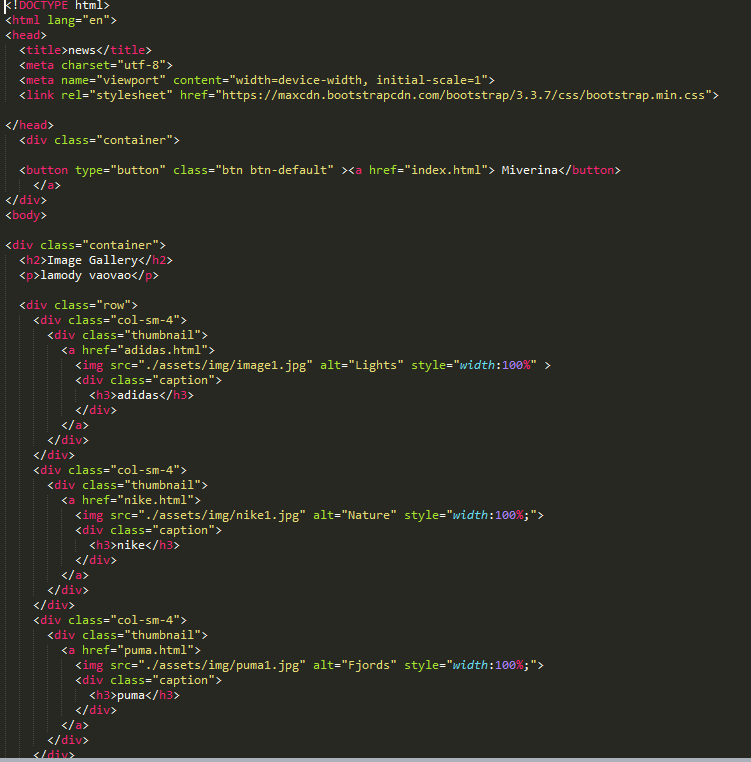 <!DOCTYPE html>
<html lang="en">
<head>
  <title>news</title>
  <meta charset="utf-8">
  <meta name="viewport" content="width=device-width, initial-scale=1">
  <link rel="stylesheet" href="https://maxcdn.bootstrapcdn.com/bootstrap/3.3.7/css/bootstrap.min.css">

</head>
  <div class="container">

  <button type="button" class="btn btn-default" ><a href="index.html"> Miverina</button>
    </a>
</div>
<body>

<div class="container">
  <h2>Image Gallery</h2>
  <p>lamody vaovao</p>

  <div class="row">
    <div class="col-sm-4">
      <div class="thumbnail">
        <a href="adidas.html">
          <img src="./assets/img/image1.jpg" alt="Lights" style="width:100%" >
          <div class="caption">
            <h3>adidas</h3>
          </div>
        </a>
      </div>
    </div>
    <div class="col-sm-4">
      <div class="thumbnail">
        <a href="nike.html">
          <img src="./assets/img/nike1.jpg" alt="Nature" style="width:100%;">
          <div class="caption">
            <h3>nike</h3>
          </div>
        </a>
      </div>
    </div>
    <div class="col-sm-4">
      <div class="thumbnail">
        <a href="puma.html">
          <img src="./assets/img/puma1.jpg" alt="Fjords" style="width:100%;">
          <div class="caption">
            <h3>puma</h3>
          </div>
        </a>
      </div>
    </div>